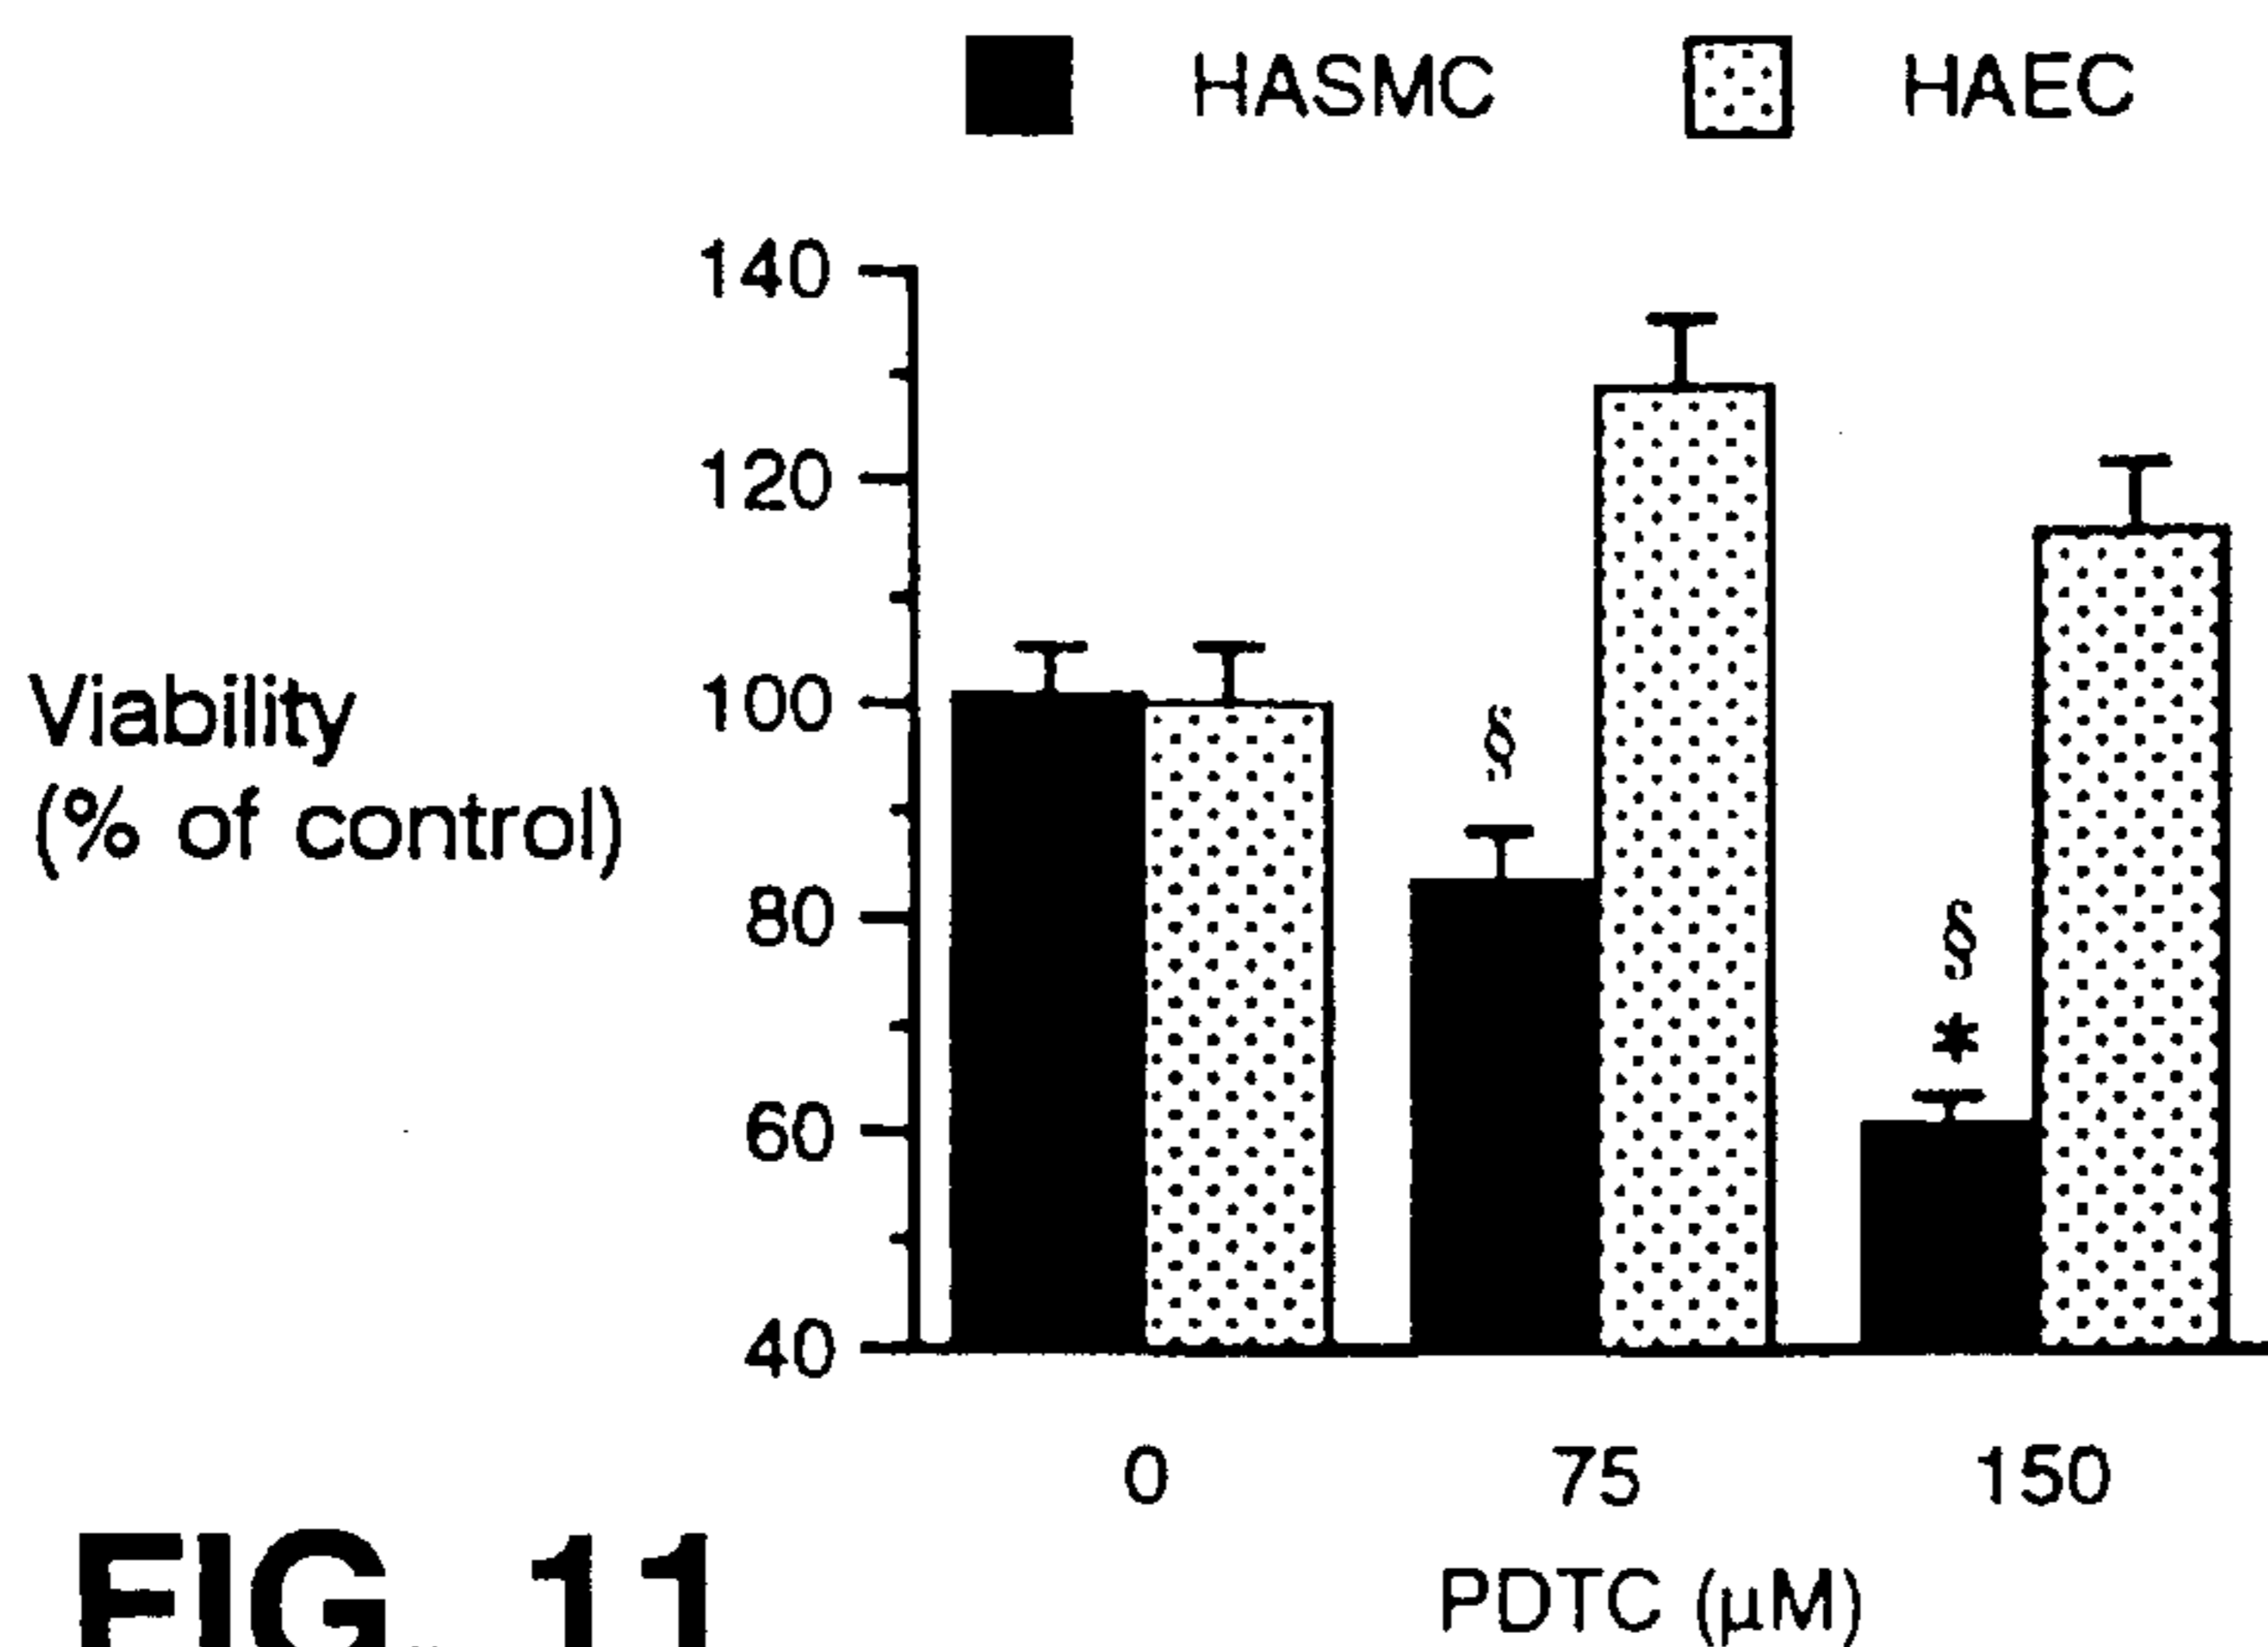 HASMC HAEC
140
120
100
80
60
40
Viability
(% of control)
§
§
*
0 75 150
PDTC (µM)
FIG. 11